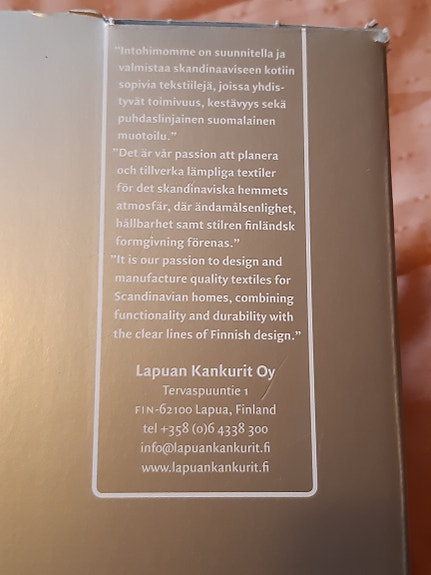 "Intohimomme on suunnitella ja
valmistaa skandinaaviseen kotiin
sopivia tekstiilejä, joissa yhdis-
tyvät toimivuus, kestävyys sekä
puhdaslinjainen suomalainen
muotoilu."
"Det är vår passion att planera
och tillverka lämpliga textiler
för det skandinaviska hemmets
atmosfär, där ändamålsenlighet,
hållbarhet samt stilren finländsk
formgivning förenas."
"It is our passion to design and
manufacture quality textiles for
Scandinavian homes, combining
functionality and durability with
the clear lines of Finnish design."
Lapuan Kankurit Oy
Tervaspuuntie 1
FIN-62100 Lapua, Finland
tel +358 (0)6 4338 300
info@lapuankankurit.fi
www.lapuankankurit.fi